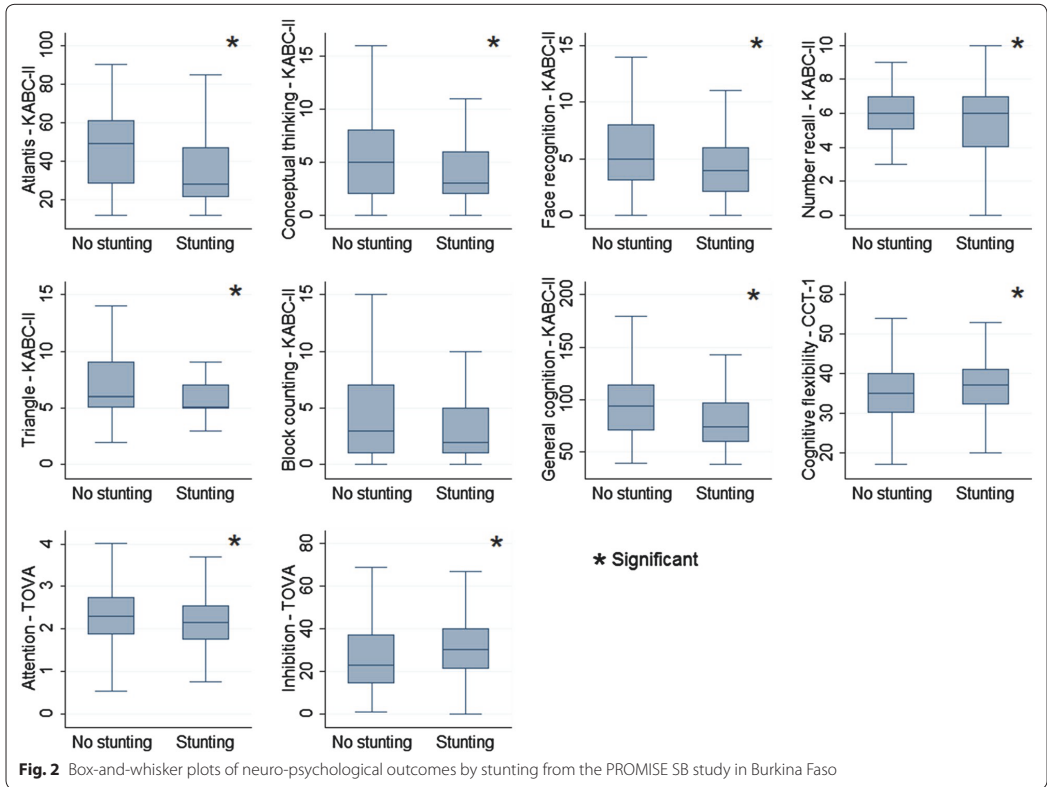 Atlantis - KABC-II
100
80
60
40
20
No stunting Stunting
*
Conceptual thinking - KABC-II
15
10
5
0
No stunting Stunting
*
Face recognition - KABC-II
15
10
5
0
No stunting Stunting
*
Number recall - KABC-II
10
8
6
4
2
0
No stunting Stunting
*
Triangle - KABC-II
15
10
5
0
No stunting Stunting
*
Block counting - KABC-II
15
10
5
0
No stunting Stunting
General cognition - KABC-II
200
150
100
50
No stunting Stunting
*
Cognitive flexibility - CCT-1
60
50
40
30
20
No stunting Stunting
*
Attention - TOVA
4
3
2
1
0
No stunting Stunting
*
Inhibition - TOVA
80
60
40
20
0
No stunting Stunting
*
* Significant
Fig. 2 Box-and-whisker plots of neuro-psychological outcomes by stunting from the PROMISE SB study in Burkina Faso